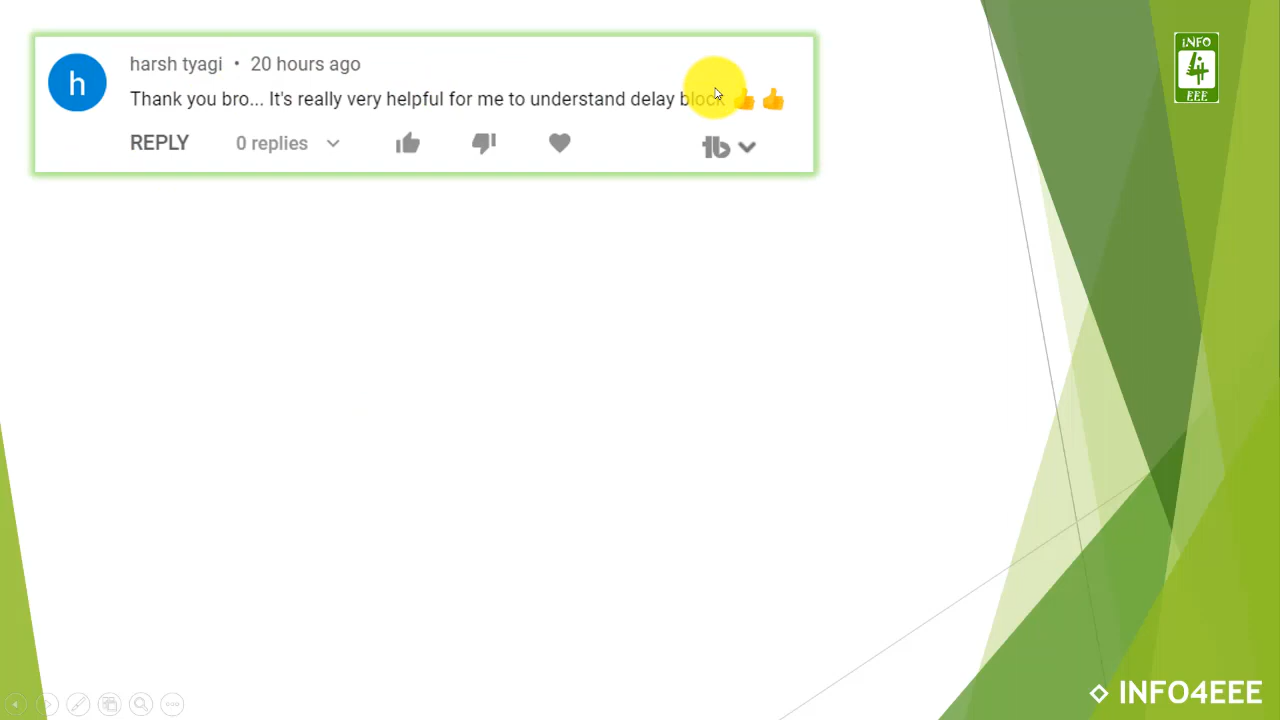 harsh tyagi • 20 hours ago
h
Thank you bro... It's really very helpful for me to understand delay block 👍 👍
REPLY 0 replies
INFO
4
EEE
INFO4EEE